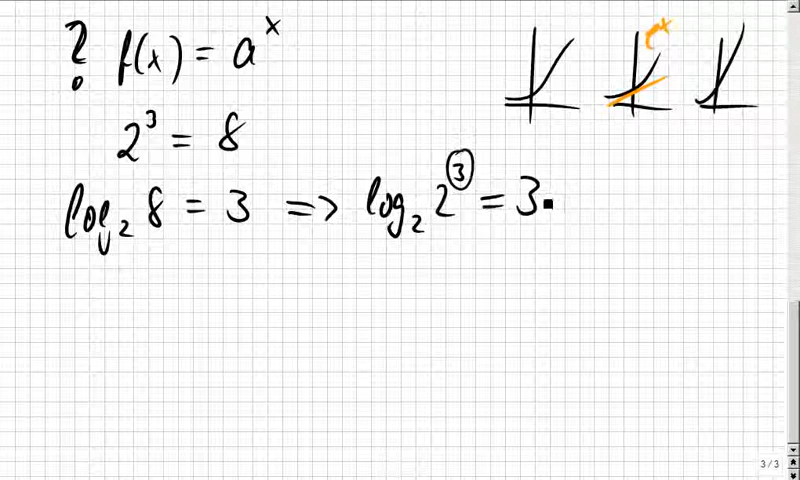 ? f(x) = a^x
e^x
2^3 = 8
log_2 8 = 3 => log_2 2^3 = 3.
3 / 3